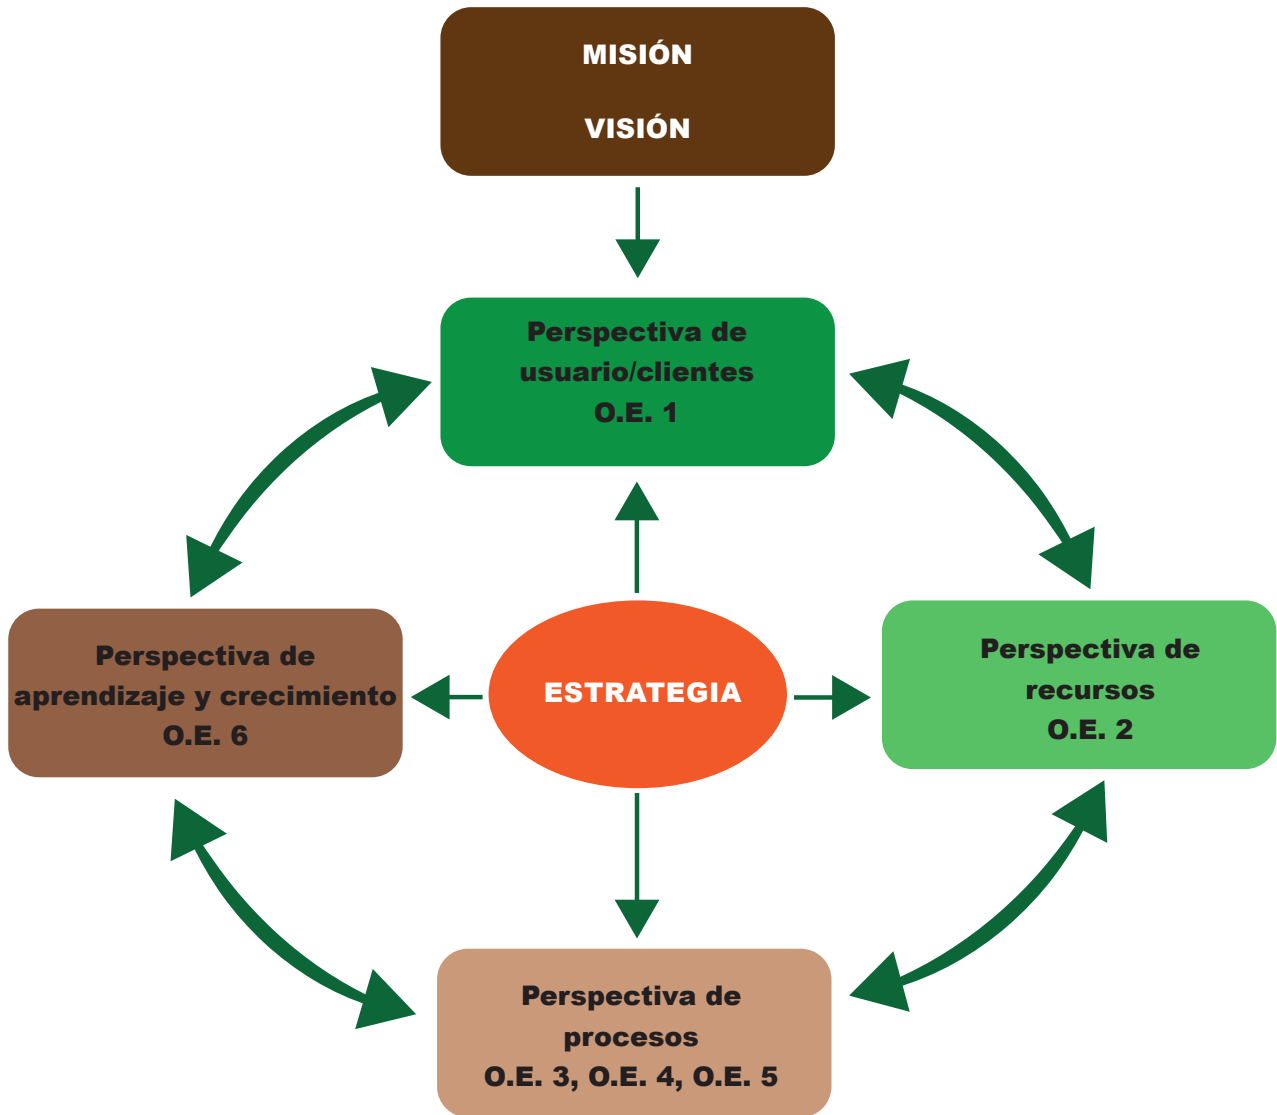 MISIÓN
VISIÓN
Perspectiva de
usuario/clientes
O.E. 1
Perspectiva de
aprendizaje y crecimiento
O.E. 6
ESTRATEGIA
Perspectiva de
recursos
O.E. 2
Perspectiva de
procesos
O.E. 3, O.E. 4, O.E. 5